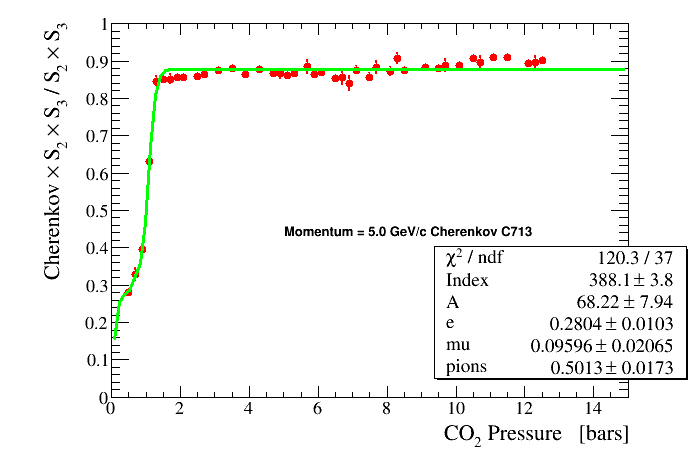 Cherenkov × S₂ × S₃ / S₂ × S₃
1
0.9
0.8
0.7
0.6
0.5
0.4
0.3
0.2
0.1
0
Momentum = 5.0 GeV/c Cherenkov C713
χ² / ndf 120.3 / 37
Index 388.1 ± 3.8
A 68.22 ± 7.94
e 0.2804 ± 0.0103
mu 0.09596 ± 0.02065
pions 0.5013 ± 0.0173
0 2 4 6 8 10 12 14
CO₂ Pressure [bars]